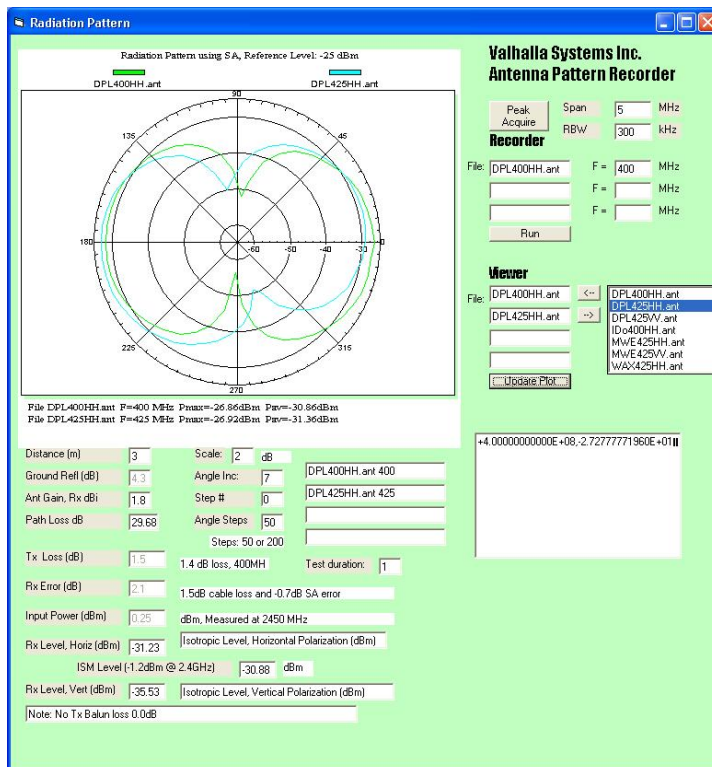 Radiation Pattern
Radiation Pattern using SA, Reference Level: -25 dBm
DPL400HH.ant
DPL425HH.ant
90
135
45
180
-60
-50
-40
-30
-0
225
315
270
File DPL400HH.ant F=400 MHz Pmax=-26.86dBm Pav=-30.86dBm
File DPL425HH.ant F=425 MHz Pmax=-26.92dBm Pav=-31.36dBm
Valhalla Systems Inc.
Antenna Pattern Recorder
Peak Acquire
Span 5 MHz
RBW 300 kHz
Recorder
File: DPL400HH.ant F = 400 MHz
F = MHz
F = MHz
Run
Viewer
File: DPL400HH.ant <--
DPL425HH.ant -->
Update Plot
DPL400HH.ant
DPL425HH.ant
DPL425VV.ant
IDo400HH.ant
MWE425HH.ant
MWE425VV.ant
WAX425HH.ant
+4.00000000000E+08,-2.72777771960E+01
Distance (m) 3
Scale: 2 dB
Ground Refl (dB) 4.3
Angle Inc: 7
DPL400HH.ant 400
Ant Gain, Rx dBi 1.8
Step # 0
DPL425HH.ant 425
Path Loss dB 29.68
Angle Steps 50
Steps: 50 or 200
Tx Loss (dB) 1.5
1.4 dB loss, 400MH
Test duration: 1
Rx Error (dB) 2.1
1.5dB cable loss and -0.7dB SA error
Input Power (dBm) 0.25
dBm, Measured at 2450 MHz
Rx Level, Horiz (dBm) -31.23
Isotropic Level, Horizontal Polarization (dBm)
ISM Level (-1.2dBm @ 2.4GHz) -30.88 dBm
Rx Level, Vert (dBm) -35.53
Isotropic Level, Vertical Polarization (dBm)
Note: No Tx Balun loss 0.0dB